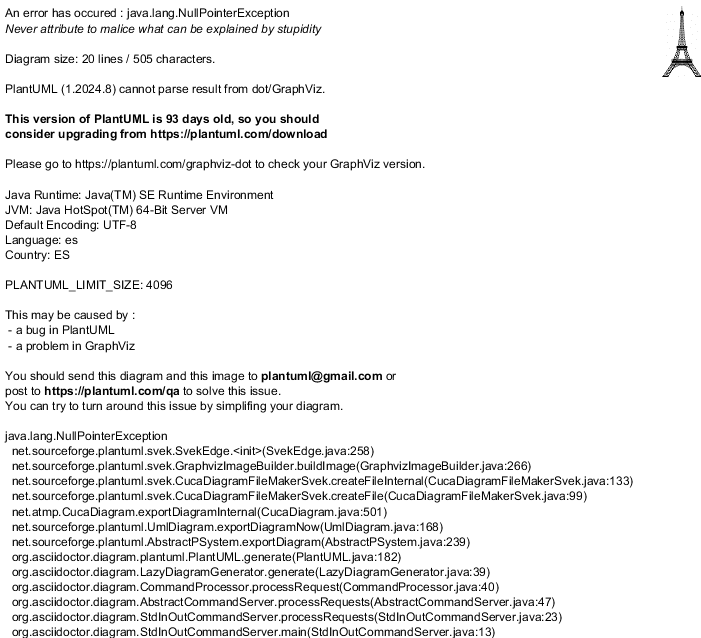 An error has occured : java.lang.NullPointerException
Never attribute to malice what can be explained by stupidity
Diagram size: 20 lines / 505 characters.
PlantUML (1.2024.8) cannot parse result from dot/GraphViz.
This version of PlantUML is 93 days old, so you should
consider upgrading from https://plantuml.com/download
Please go to https://plantuml.com/graphviz-dot to check your GraphViz version.
Java Runtime: Java(TM) SE Runtime Environment
JVM: Java HotSpot(TM) 64-Bit Server VM
Default Encoding: UTF-8
Language: es
Country: ES
PLANTUML_LIMIT_SIZE: 4096
This may be caused by :
- a bug in PlantUML
- a problem in GraphViz
You should send this diagram and this image to plantuml@gmail.com or
post to https://plantuml.com/qa to solve this issue.
You can try to turn around this issue by simplifing your diagram.
java.lang.NullPointerException
net.sourceforge.plantuml.svek.SvekEdge.<init>(SvekEdge.java:258)
net.sourceforge.plantuml.svek.GraphvizImageBuilder.buildImage(GraphvizImageBuilder.java:266)
net.sourceforge.plantuml.svek.CucaDiagramFileMakerSvek.createFileInternal(CucaDiagramFileMakerSvek.java:133)
net.sourceforge.plantuml.svek.CucaDiagramFileMakerSvek.createFile(CucaDiagramFileMakerSvek.java:99)
net.atmp.CucaDiagram.exportDiagramInternal(CucaDiagram.java:501)
net.sourceforge.plantuml.UmlDiagram.exportDiagramNow(UmlDiagram.java:168)
net.sourceforge.plantuml.AbstractPSystem.exportDiagram(AbstractPSystem.java:239)
org.asciidoctor.diagram.plantuml.PlantUML.generate(PlantUML.java:182)
org.asciidoctor.diagram.LazyDiagramGenerator.generate(LazyDiagramGenerator.java:39)
org.asciidoctor.diagram.CommandProcessor.processRequest(CommandProcessor.java:40)
org.asciidoctor.diagram.AbstractCommandServer.processRequests(AbstractCommandServer.java:47)
org.asciidoctor.diagram.StdInOutCommandServer.processRequests(StdInOutCommandServer.java:23)
org.asciidoctor.diagram.StdInOutCommandServer.main(StdInOutCommandServer.java:13)